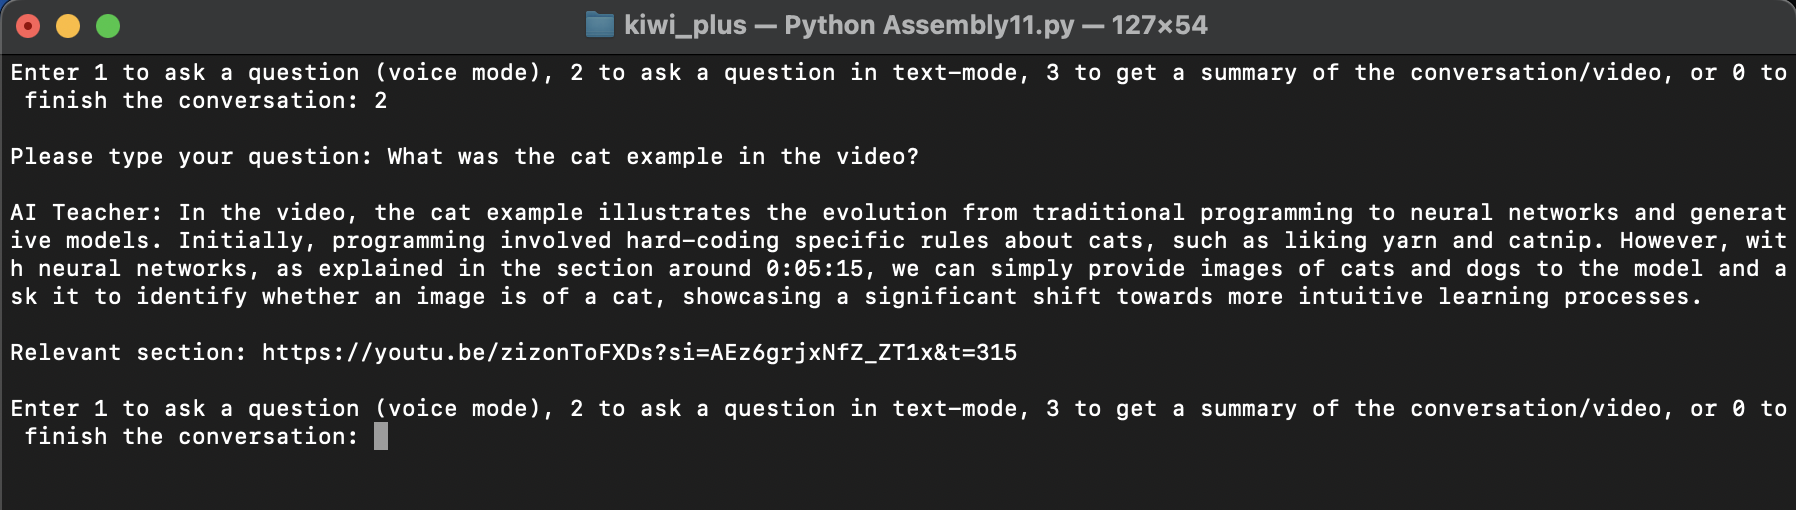 kiwi_plus — Python Assembly11.py — 127×54
Enter 1 to ask a question (voice mode), 2 to ask a question in text-mode, 3 to get a summary of the conversation/video, or 0 to
finish the conversation: 2
Please type your question: What was the cat example in the video?
AI Teacher: In the video, the cat example illustrates the evolution from traditional programming to neural networks and generat
ive models. Initially, programming involved hard-coding specific rules about cats, such as liking yarn and catnip. However, wit
h neural networks, as explained in the section around 0:05:15, we can simply provide images of cats and dogs to the model and a
sk it to identify whether an image is of a cat, showcasing a significant shift towards more intuitive learning processes.
Relevant section: https://youtu.be/zizonToFXDs?si=AEz6grjxNfZ_ZT1x&t=315
Enter 1 to ask a question (voice mode), 2 to ask a question in text-mode, 3 to get a summary of the conversation/video, or 0 to
finish the conversation: